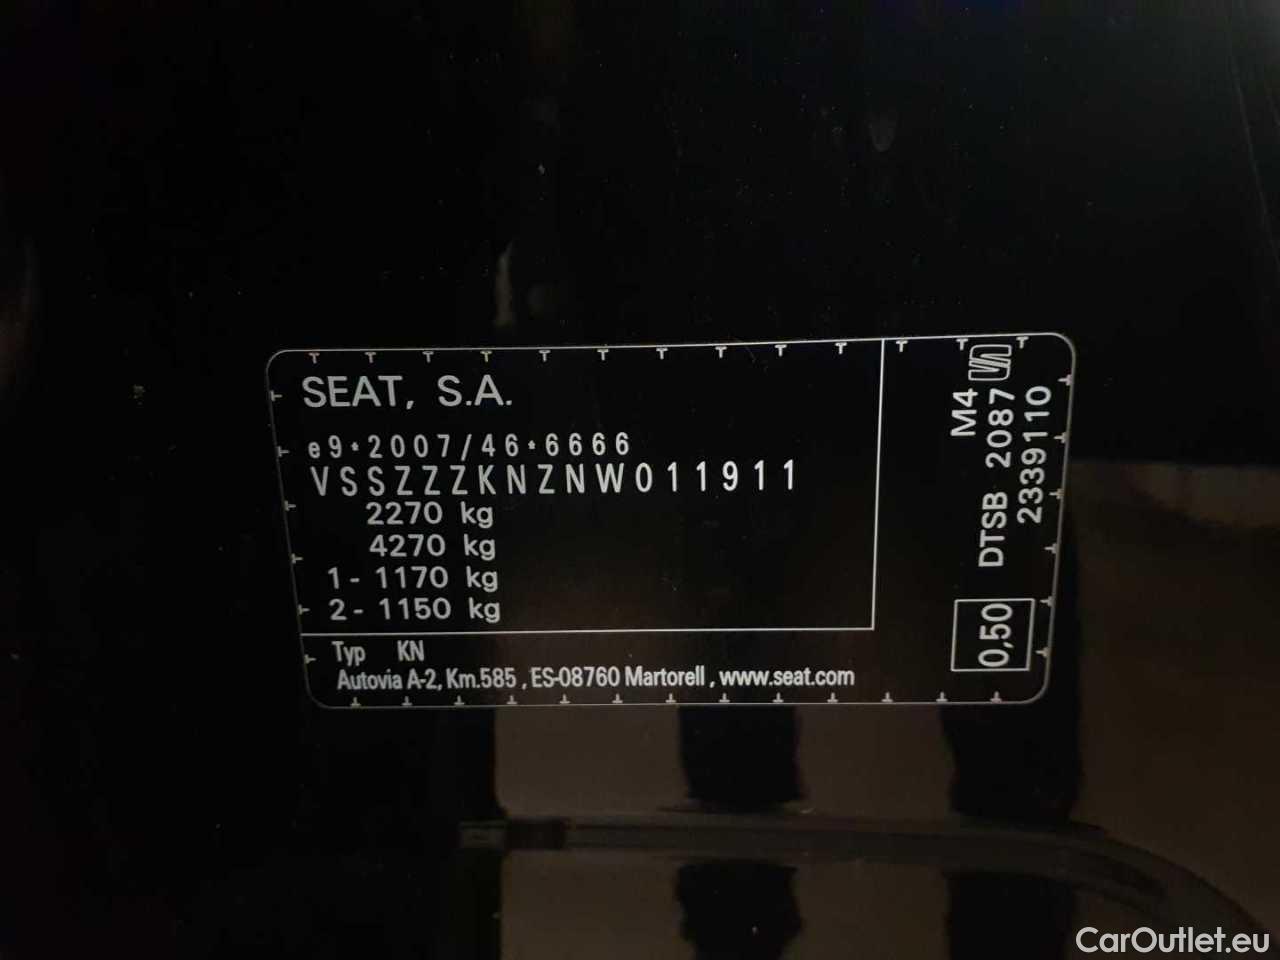 SEAT, S.A.
e9*2007/46*6666
VSSZZZKNZNW011911
2270 kg
4270 kg
1- 1170 kg
2- 1150 kg
Typ KN
Autovia A-2, Km.585 , ES-08760 Martorell , www.seat.com
M4
DTSB 2087
2339110
0,50
CarOutlet.eu